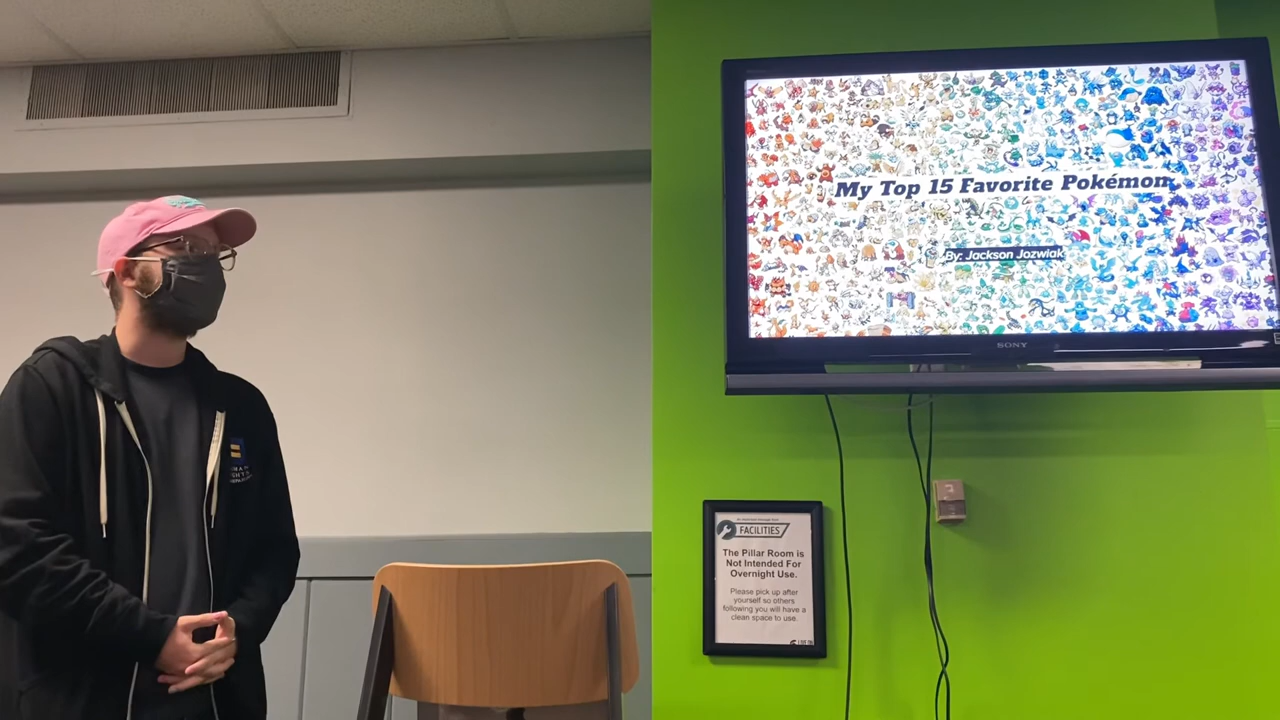 My Top 15 Favorite Pokémon
By: Jackson Jozwiak
SONY
FACILITIES
The Pillar Room is
Not Intended For
Overnight Use.
Please pick up after
yourself so others
following you will have a
clean space to use.